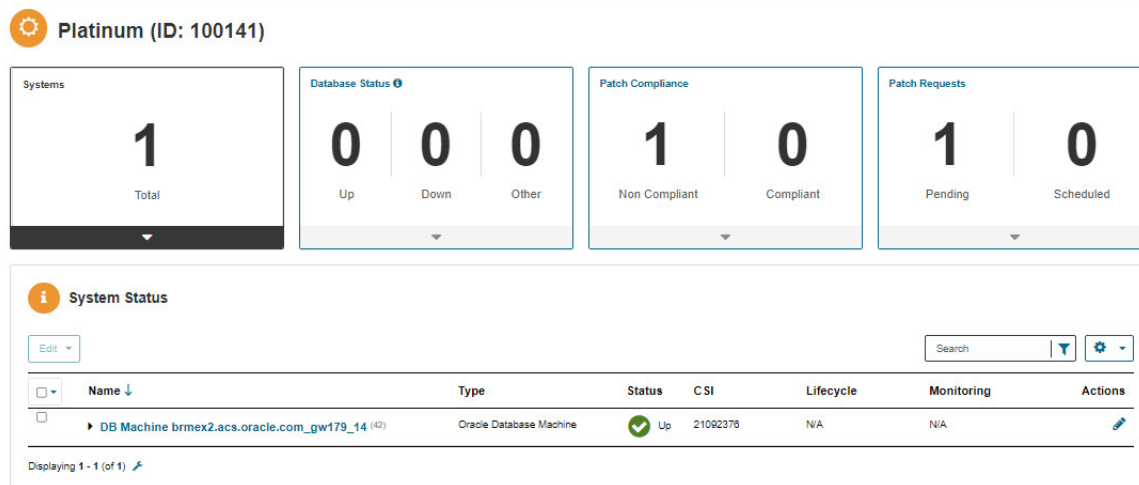 Platinum (ID: 100141)
Systems
1
Total
Database Status
0 0 0
Up Down Other
Patch Compliance
1 0
Non Compliant Compliant
Patch Requests
1 0
Pending Scheduled
System Status
Edit
Search
Name Type Status CSI Lifecycle Monitoring Actions
DB Machine brmex2.acs.oracle.com_gw179_14 (42) Oracle Database Machine Up 21092376 N/A N/A
Displaying 1 - 1 (of 1)